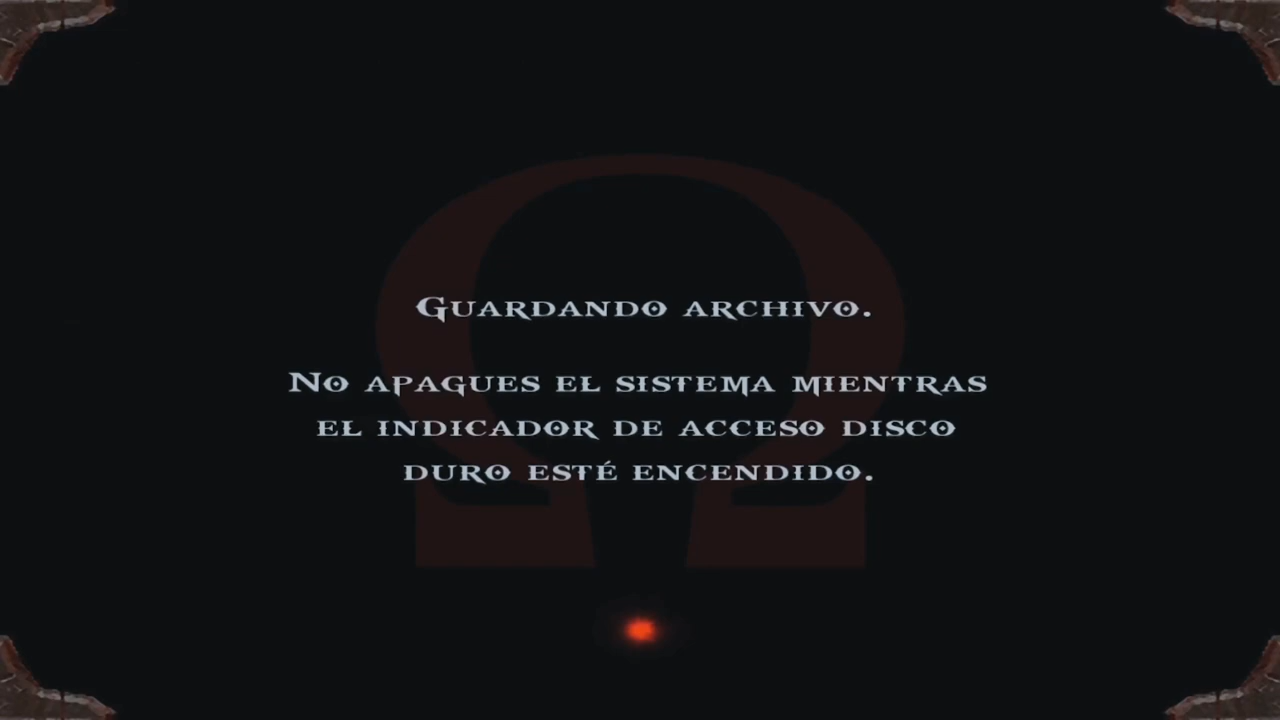 Guardando archivo.
No apagues el sistema mientras
el indicador de acceso disco
duro esté encendido.